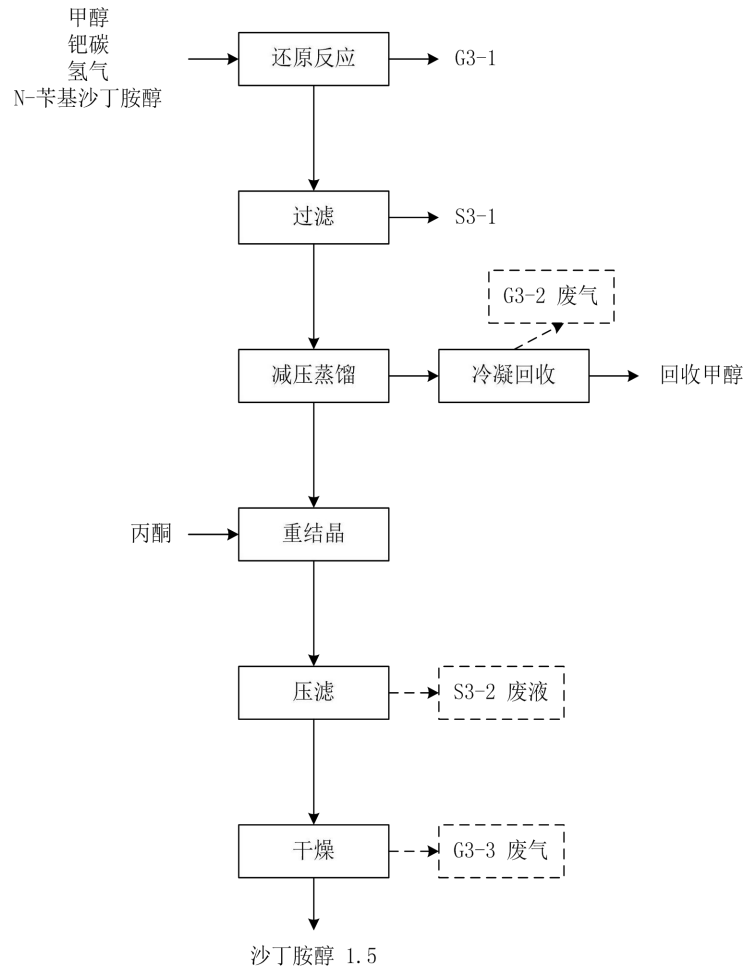 甲醇
钯碳
氢气
N-苄基沙丁胺醇
还原反应
G3-1
过滤
S3-1
G3-2 废气
减压蒸馏
冷凝回收
回收甲醇
丙酮
重结晶
压滤
S3-2 废液
干燥
G3-3 废气
沙丁胺醇 1.5